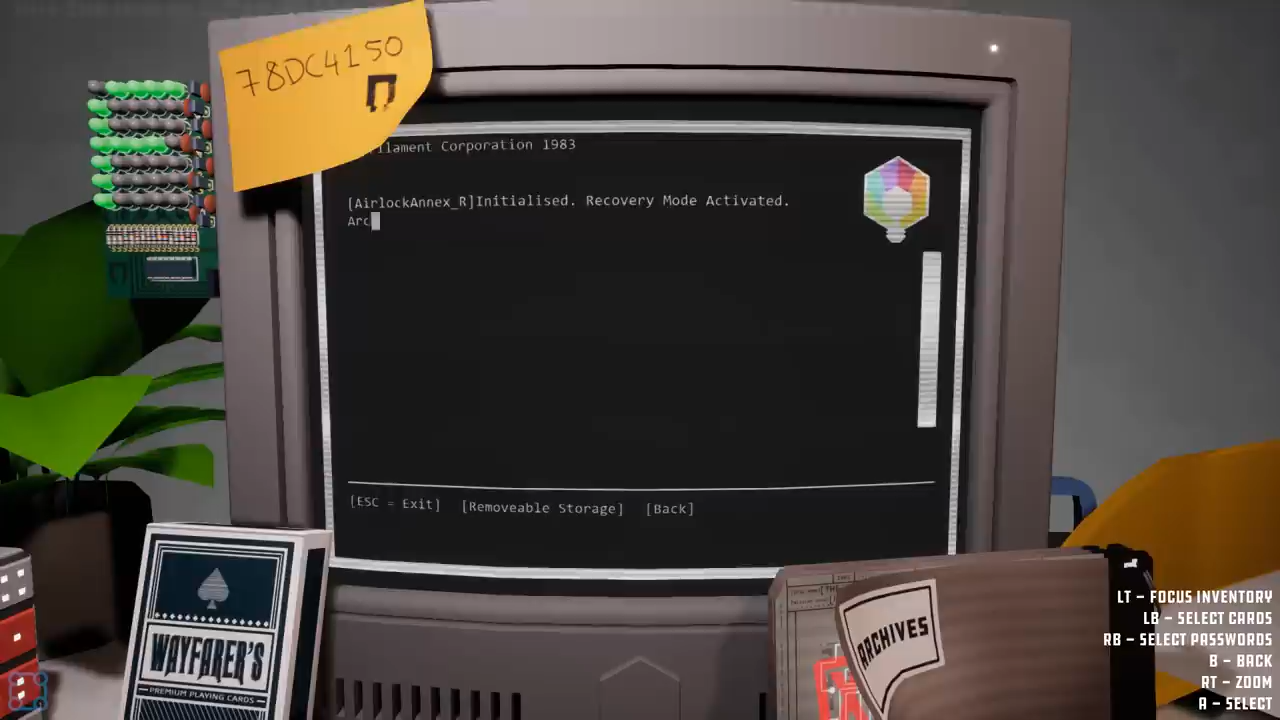 78DC4150
Filament Corporation 1983
[AirlockAnnex_R]Initialised. Recovery Mode Activated.
Arc
[ESC = Exit] [Removeable Storage] [Back]
WAYFARER'S
PREMIUM PLAYING CARDS
ARCHIVES
LT - FOCUS INVENTORY
LB - SELECT CARDS
RB - SELECT PASSWORDS
B - BACK
RT - ZOOM
A - SELECT